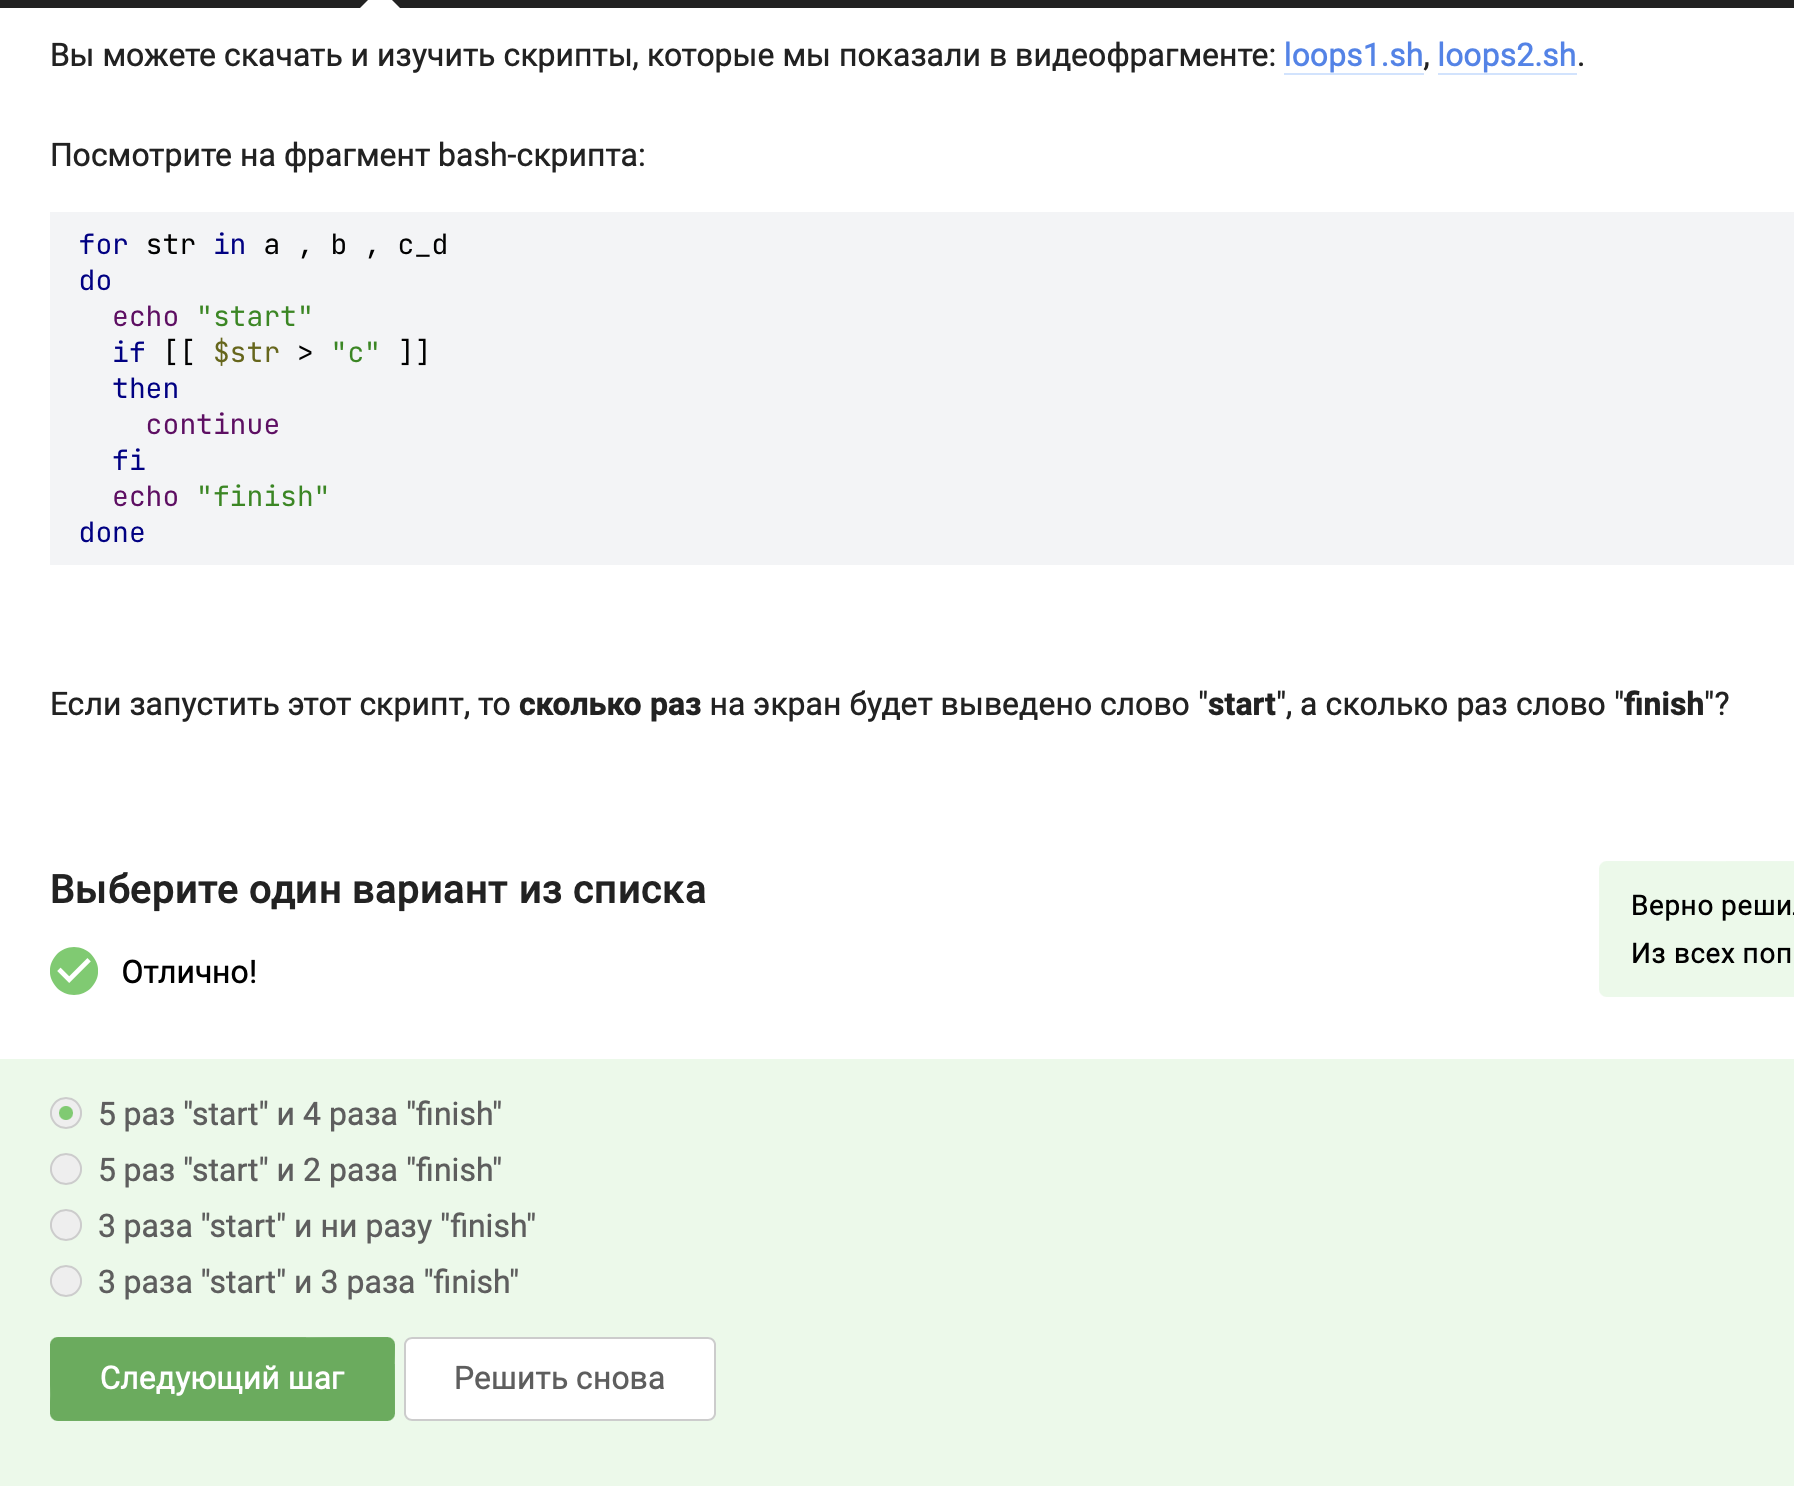 Вы можете скачать и изучить скрипты, которые мы показали в видеофрагменте: loops1.sh, loops2.sh.
Посмотрите на фрагмент bash-скрипта:
for str in a , b , c_d
do
  echo "start"
  if [[ $str > "c" ]]
  then
    continue
  fi
  echo "finish"
done
Если запустить этот скрипт, то сколько раз на экран будет выведено слово "start", а сколько раз слово "finish"?
Выберите один вариант из списка
Верно
Из всех
Отлично!
5 раз "start" и 4 раза "finish"
5 раз "start" и 2 раза "finish"
3 раза "start" и ни разу "finish"
3 раза "start" и 3 раза "finish"
Следующий шаг Решить снова